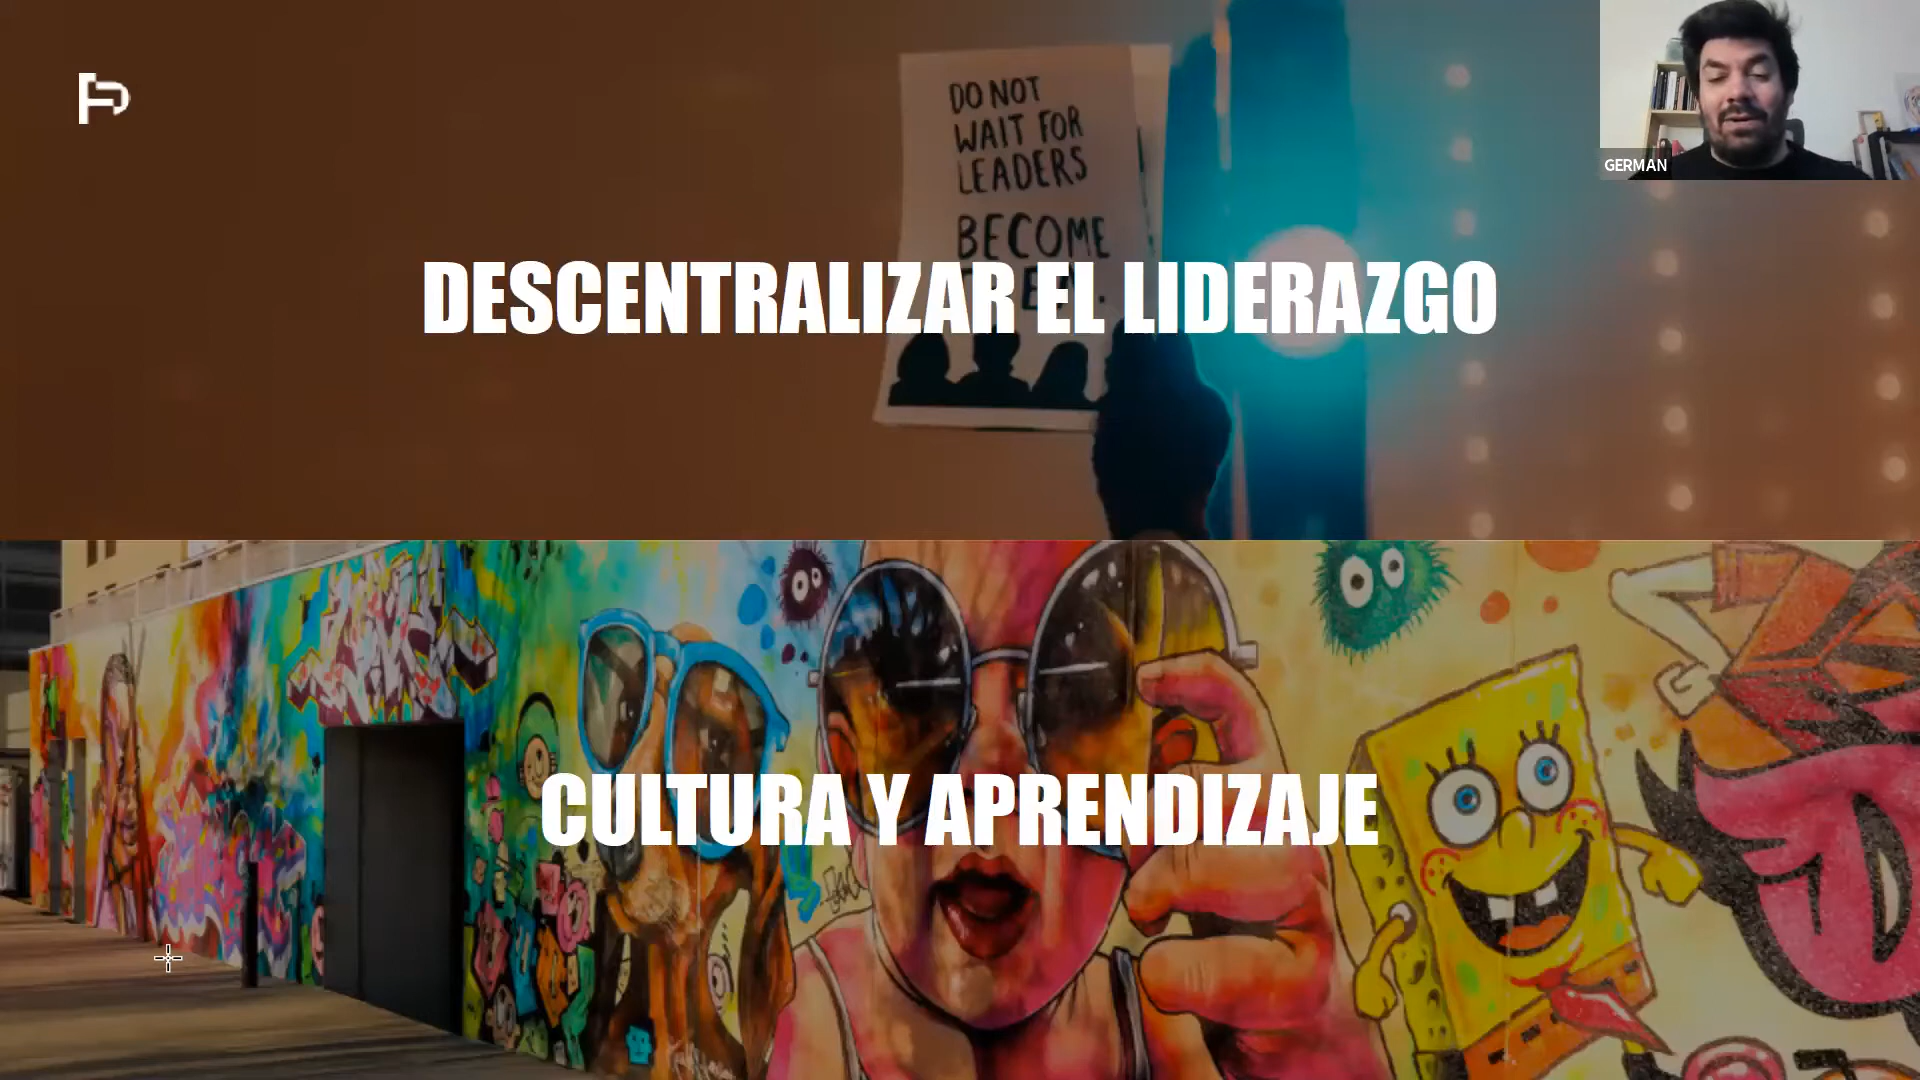 DO NOT
WAIT FOR
LEADERS
BECOME
GERMAN
DESCENTRALIZAR EL LIDERAZGO
CULTURA Y APRENDIZAJE